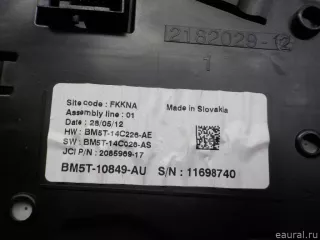 2162029-12
1
Site code : FKKNA
Assembly line : 01
Made in Slovakia
Date : 28/05/12
HW : BM5T-14C226-AE
SW : BM5T-14C026-AS
JCI P/N : 2085969-17
BM5T-10849-AU S/N : 11698740
eaural.ru